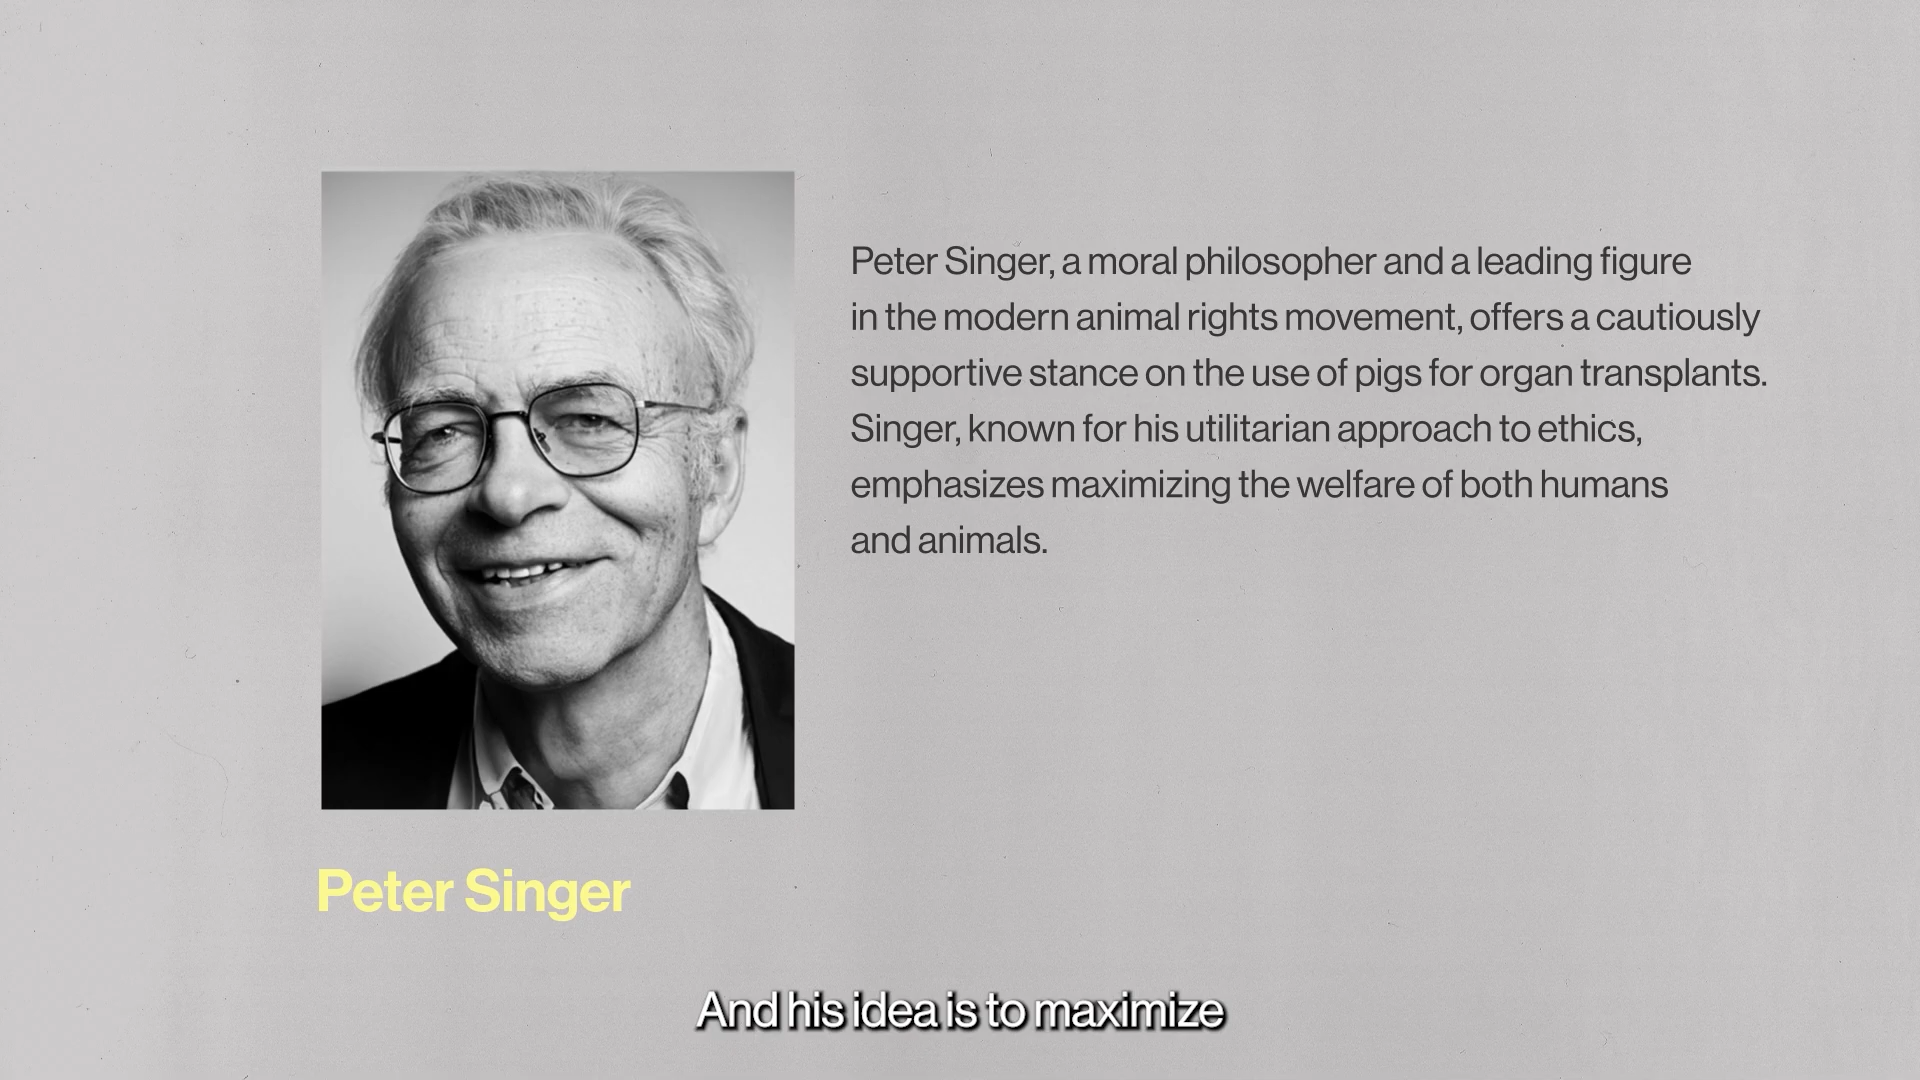 Peter Singer, a moral philosopher and a leading figure
in the modern animal rights movement, offers a cautiously
supportive stance on the use of pigs for organ transplants.
Singer, known for his utilitarian approach to ethics,
emphasizes maximizing the welfare of both humans
and animals.
Peter Singer
And his idea is to maximize